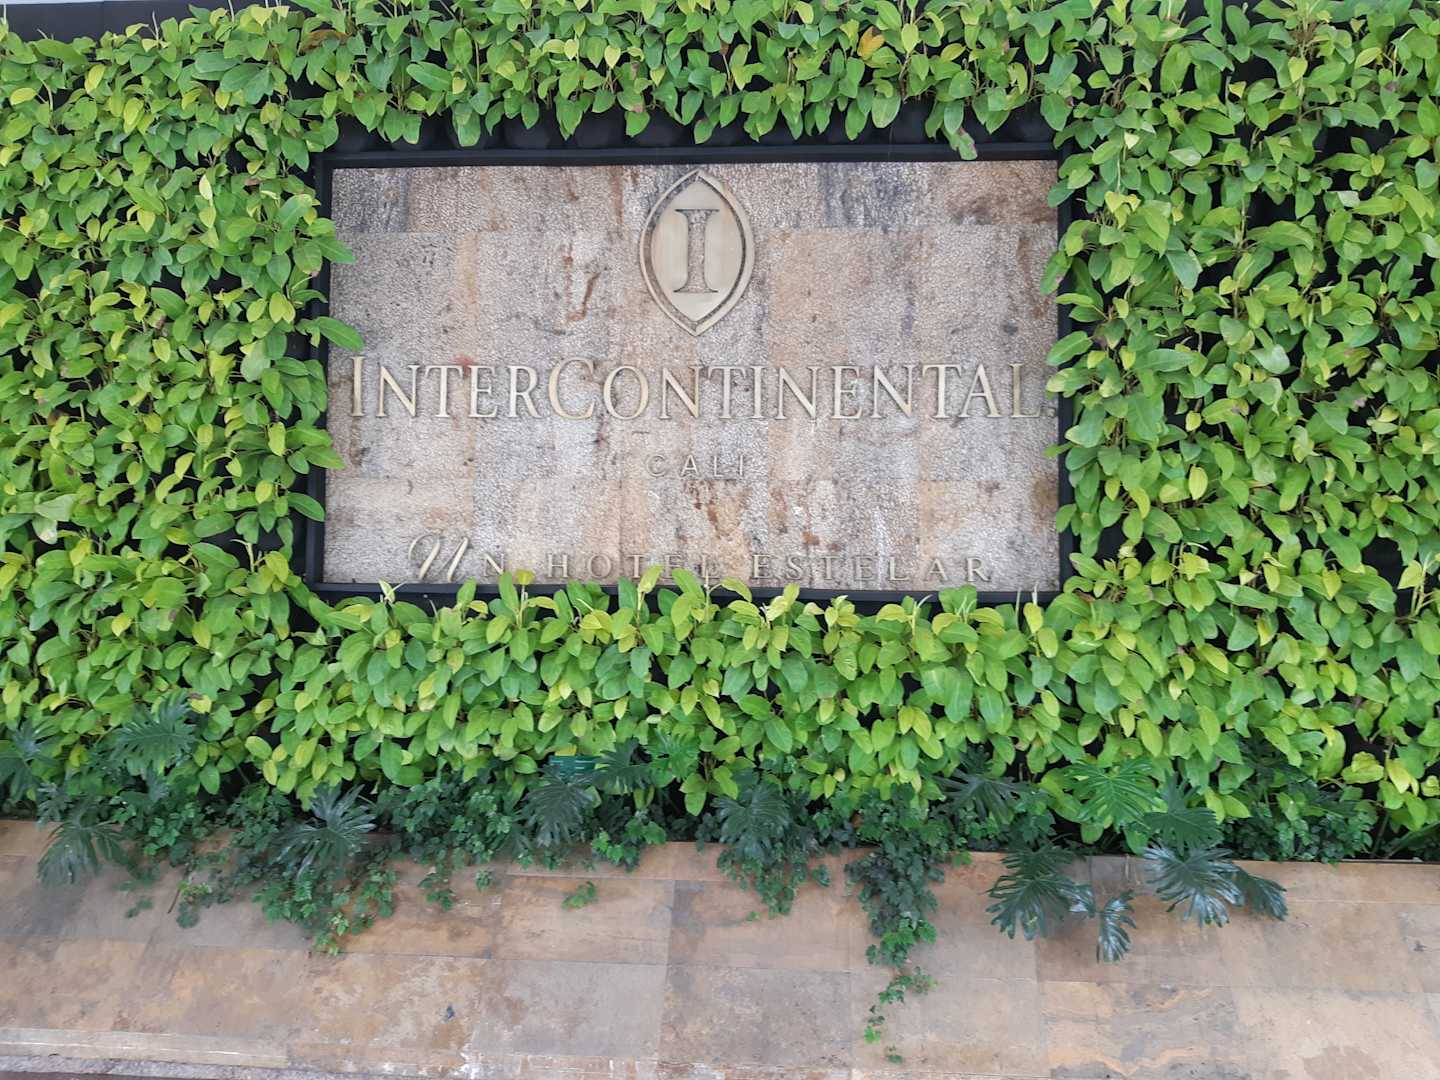 I
INTERCONTINENTAL
CALI
UN HOTEL ESTELAR